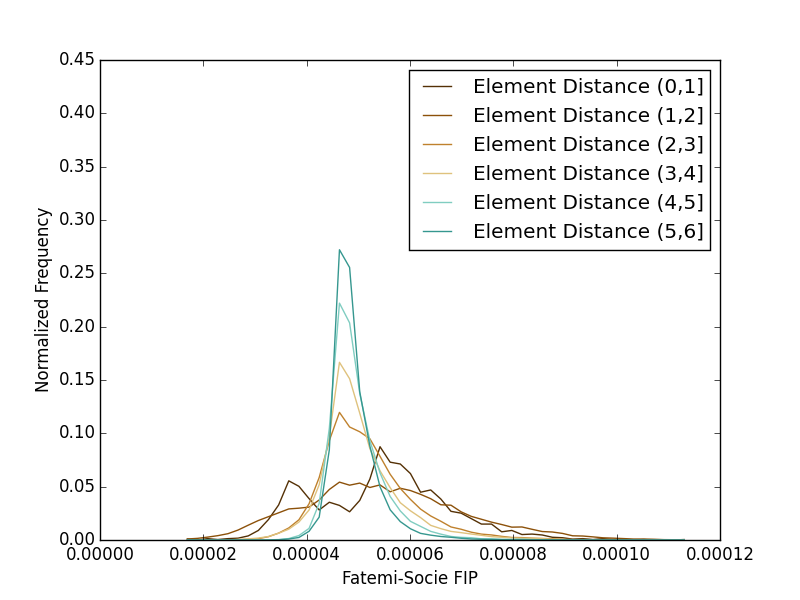 0.45
0.40
0.35
0.30
0.25
0.20
0.15
0.10
0.05
0.00
Normalized Frequency
Element Distance (0,1]
Element Distance (1,2]
Element Distance (2,3]
Element Distance (3,4]
Element Distance (4,5]
Element Distance (5,6]
0.00000 0.00002 0.00004 0.00006 0.00008 0.00010 0.00012
Fatemi-Socie FIP